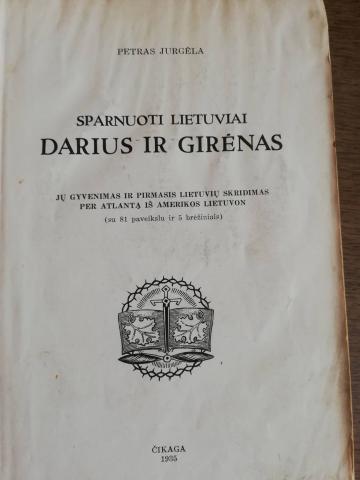 PETRAS JURGĖLA
SPARNUOTI LIETUVIAI
DARIUS IR GIRĖNAS
JŲ GYVENIMAS IR PIRMASIS LIETUVIŲ SKRIDIMAS
PER ATLANTĄ IŠ AMERIKOS LIETUVON
(su 81 paveikslu ir 5 brėžiniais)
ČIKAGA
1935